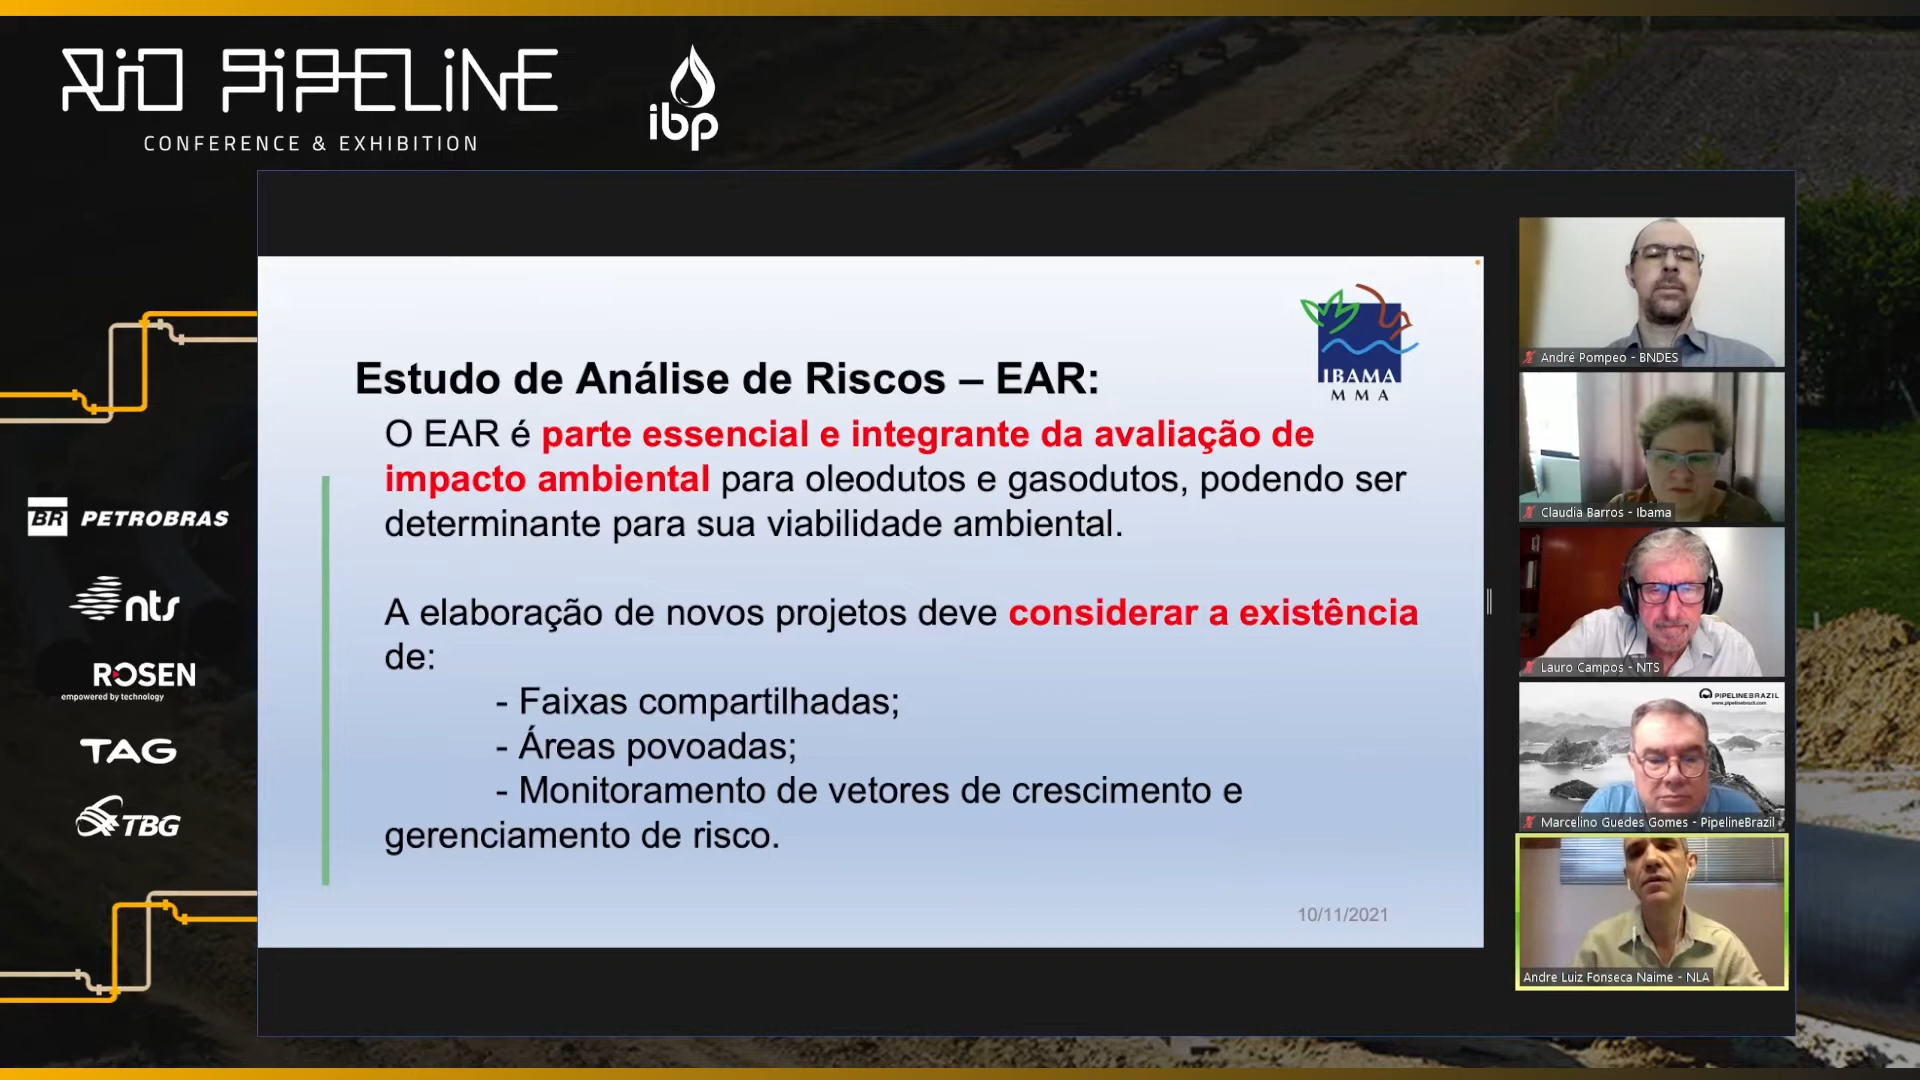 RIO PIPELINE
CONFERENCE & EXHIBITION
ibp
BR PETROBRAS
nts
ROSEN
empowered by technology
TAG
TBG
IBAMA
MMA
Estudo de Análise de Riscos – EAR:
O EAR é parte essencial e integrante da avaliação de
impacto ambiental para oleodutos e gasodutos, podendo ser
determinante para sua viabilidade ambiental.
A elaboração de novos projetos deve considerar a existência
de:
- Faixas compartilhadas;
- Áreas povoadas;
- Monitoramento de vetores de crescimento e
gerenciamento de risco.
10/11/2021
André Pompeo - BNDES
Claudia Barros - Ibama
Lauro Campos - NTS
PIPELINEBRAZIL
www.pipelinebrazil.com
Marcelino Guedes Gomes - PipelineBrazil
Andre Luiz Fonseca Naime - NLA